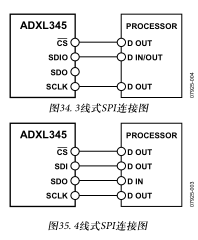 ADXL345 PROCESSOR
CS D OUT
SDIO D IN/OUT
SDO
SCLK D OUT
07925-004
图34. 3线式SPI连接图
ADXL345 PROCESSOR
CS D OUT
SDI D OUT
SDO D IN
SCLK D OUT
07925-003
图35. 4线式SPI连接图